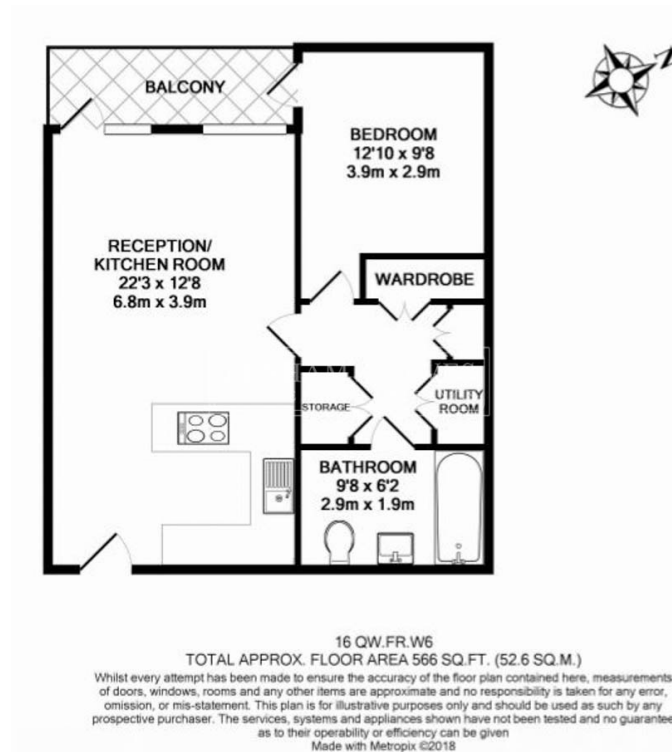 BALCONY
BEDROOM
12'10 x 9'8
3.9m x 2.9m
RECEPTION/
KITCHEN ROOM
22'3 x 12'8
6.8m x 3.9m
WARDROBE
STORAGE
UTILITY
ROOM
BATHROOM
9'8 x 6'2
2.9m x 1.9m
16 QW.FR.W6
TOTAL APPROX. FLOOR AREA 566 SQ.FT. (52.6 SQ.M.)
Whilst every attempt has been made to ensure the accuracy of the floor plan contained here, measurements
of doors, windows, rooms and any other items are approximate and no responsibility is taken for any error,
omission, or mis-statement. This plan is for illustrative purposes only and should be used as such by any
prospective purchaser. The services, systems and appliances shown have not been tested and no guarantee
as to their operability or efficiency can be given
Made with Metropix ©2018